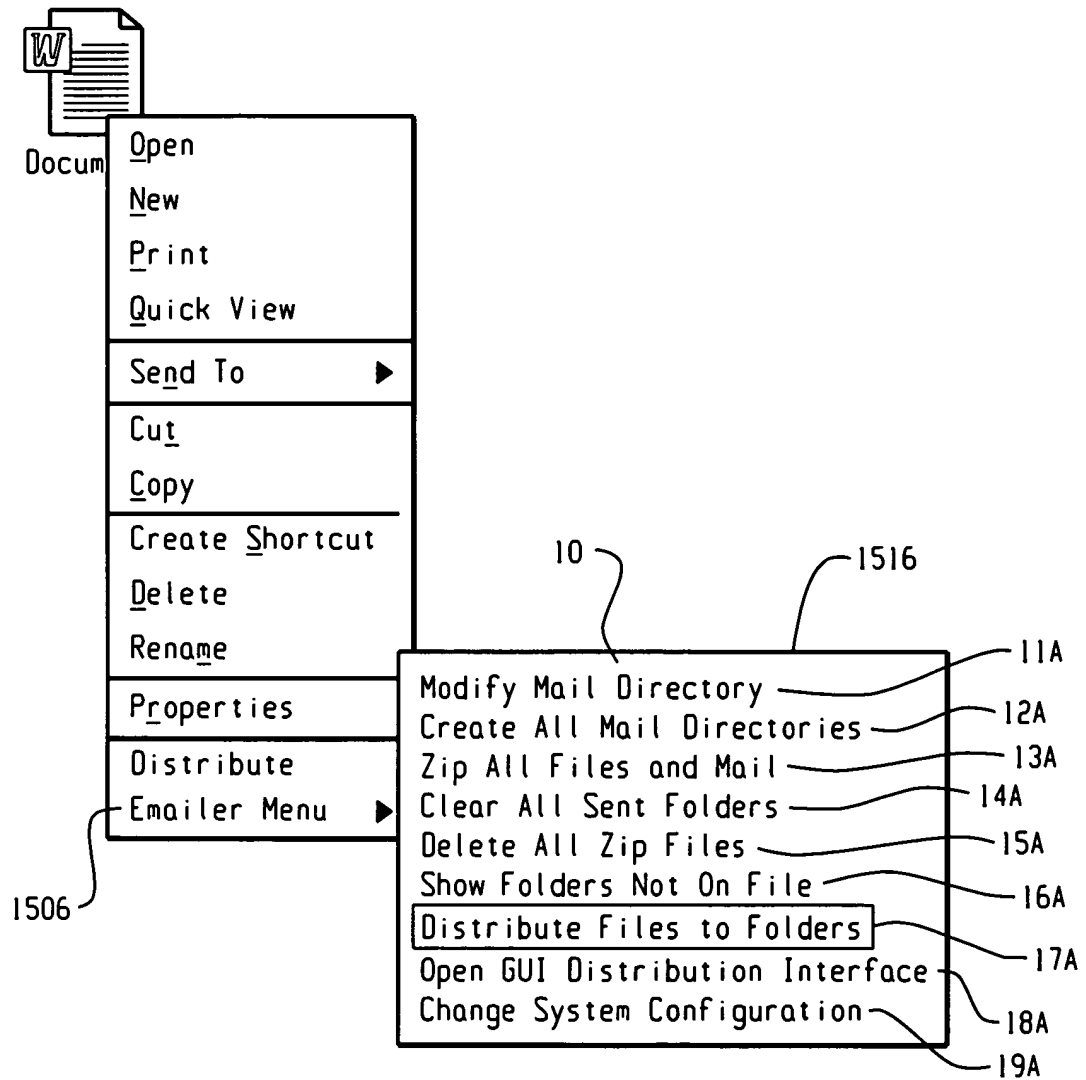 W
Docum
Open
New
Print
Quick View
Send To
Cut
Copy
Create Shortcut
Delete
Rename
Properties
Distribute
Emailer Menu
1506
10
1516
Modify Mail Directory 11A
Create All Mail Directories 12A
Zip All Files and Mail 13A
Clear All Sent Folders 14A
Delete All Zip Files 15A
Show Folders Not On File 16A
Distribute Files to Folders 17A
Open GUI Distribution Interface 18A
Change System Configuration 19A